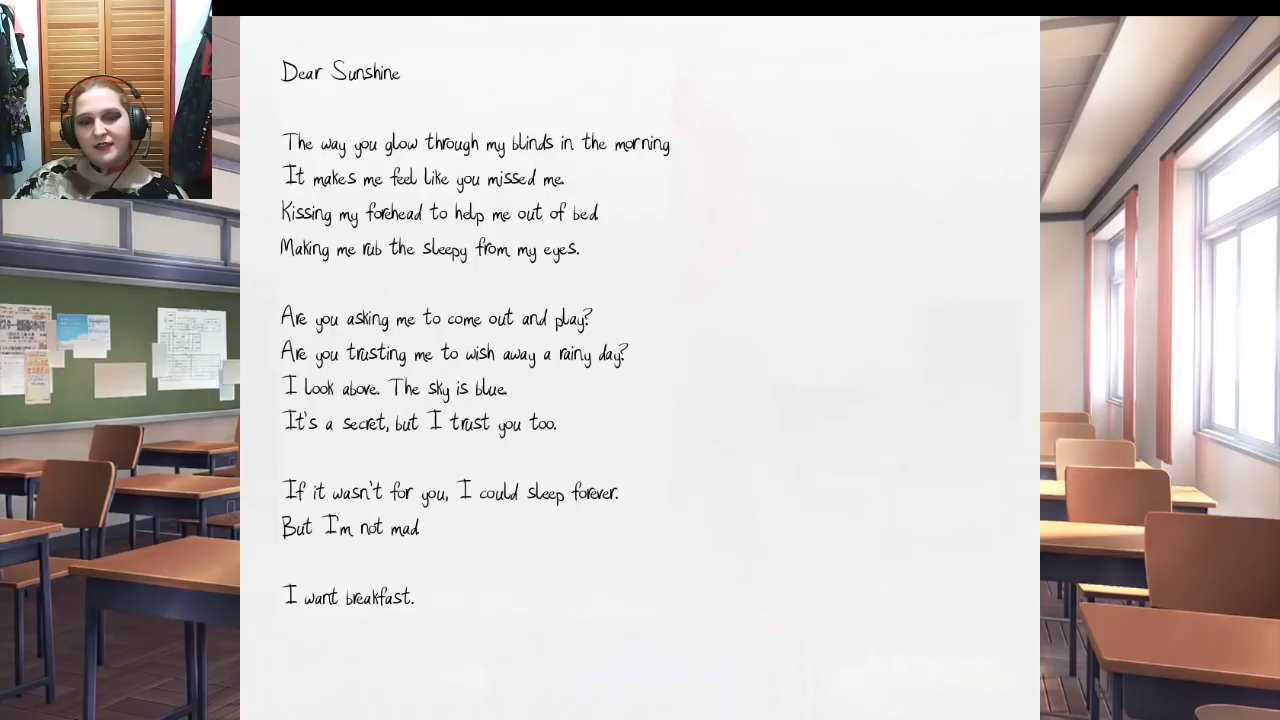 Dear Sunshine
The way you glow through my blinds in the morning
It makes me feel like you missed me.
Kissing my forehead to help me out of bed
Making me rub the sleepy from my eyes.
Are you asking me to come out and play?
Are you trusting me to wish away a rainy day?
I look above. The sky is blue.
It's a secret, but I trust you too.
If it wasn't for you, I could sleep forever.
But I'm not mad
I want breakfast.